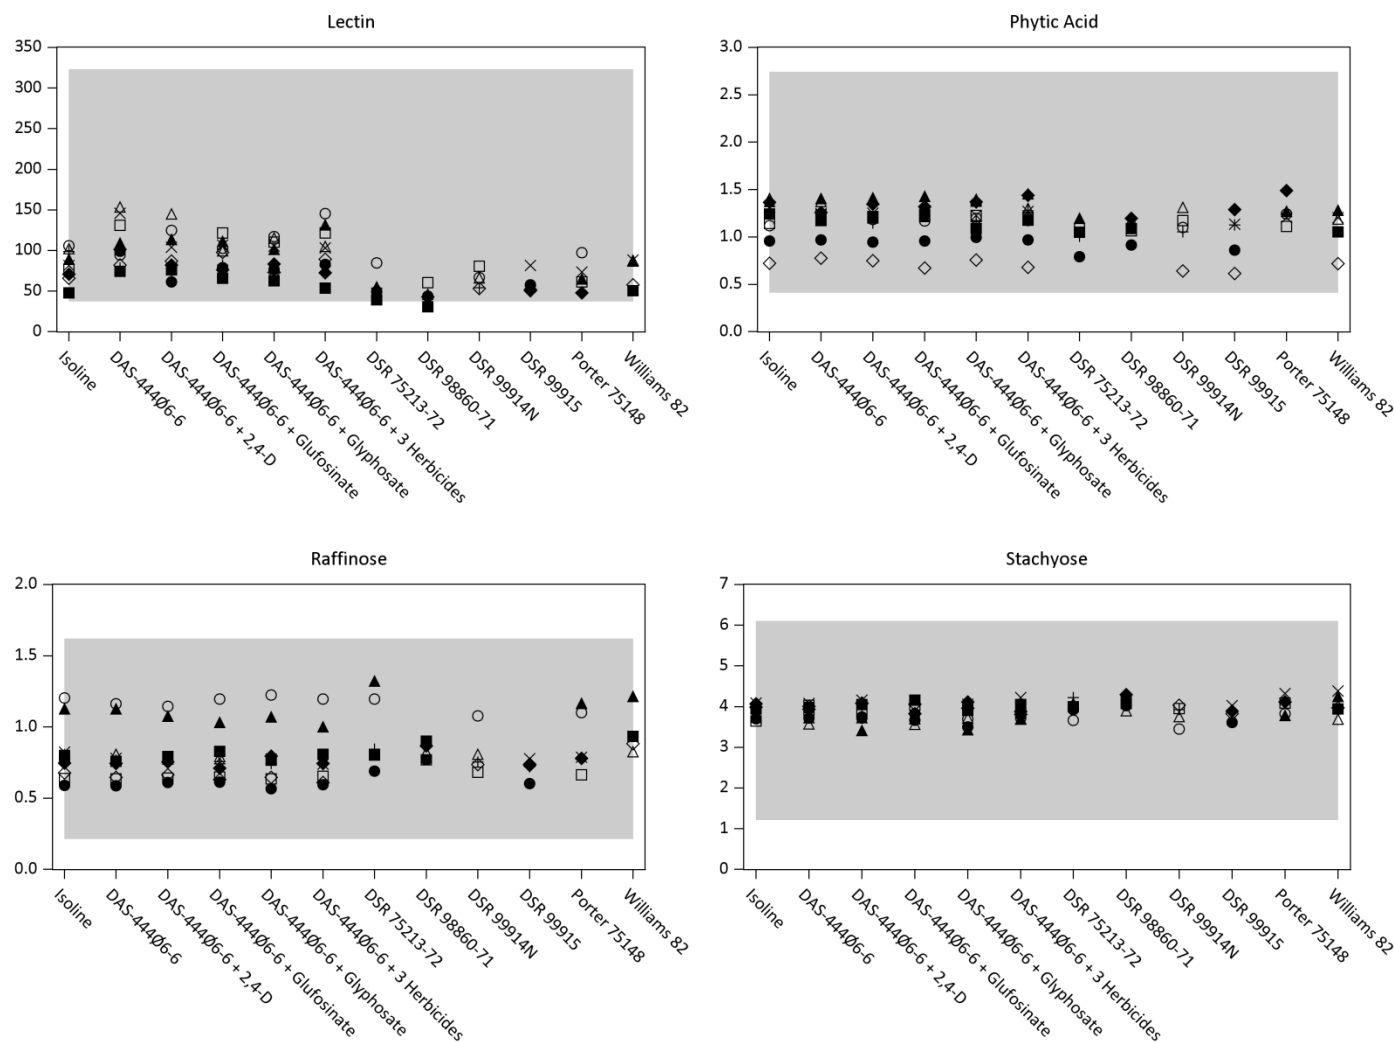 Lectin
350
300
250
200
150
100
50
0
Isoline
DAS-444Ø6-6
DAS-444Ø6-6 + 2,4-D
DAS-444Ø6-6 + Glufosinate
DAS-444Ø6-6 + Glyphosate
DAS-444Ø6-6 + 3 Herbicides
DSR 75213-72
DSR 98860-71
DSR 99914N
DSR 99915
Porter 75148
Williams 82
Phytic Acid
3.0
2.5
2.0
1.5
1.0
0.5
0.0
Isoline
DAS-444Ø6-6
DAS-444Ø6-6 + 2,4-D
DAS-444Ø6-6 + Glufosinate
DAS-444Ø6-6 + Glyphosate
DAS-444Ø6-6 + 3 Herbicides
DSR 75213-72
DSR 98860-71
DSR 99914N
DSR 99915
Porter 75148
Williams 82
Raffinose
2.0
1.5
1.0
0.5
0.0
Isoline
DAS-444Ø6-6
DAS-444Ø6-6 + 2,4-D
DAS-444Ø6-6 + Glufosinate
DAS-444Ø6-6 + Glyphosate
DAS-444Ø6-6 + 3 Herbicides
DSR 75213-72
DSR 98860-71
DSR 99914N
DSR 99915
Porter 75148
Williams 82
Stachyose
7
6
5
4
3
2
1
0
Isoline
DAS-444Ø6-6
DAS-444Ø6-6 + 2,4-D
DAS-444Ø6-6 + Glufosinate
DAS-444Ø6-6 + Glyphosate
DAS-444Ø6-6 + 3 Herbicides
DSR 75213-72
DSR 98860-71
DSR 99914N
DSR 99915
Porter 75148
Williams 82